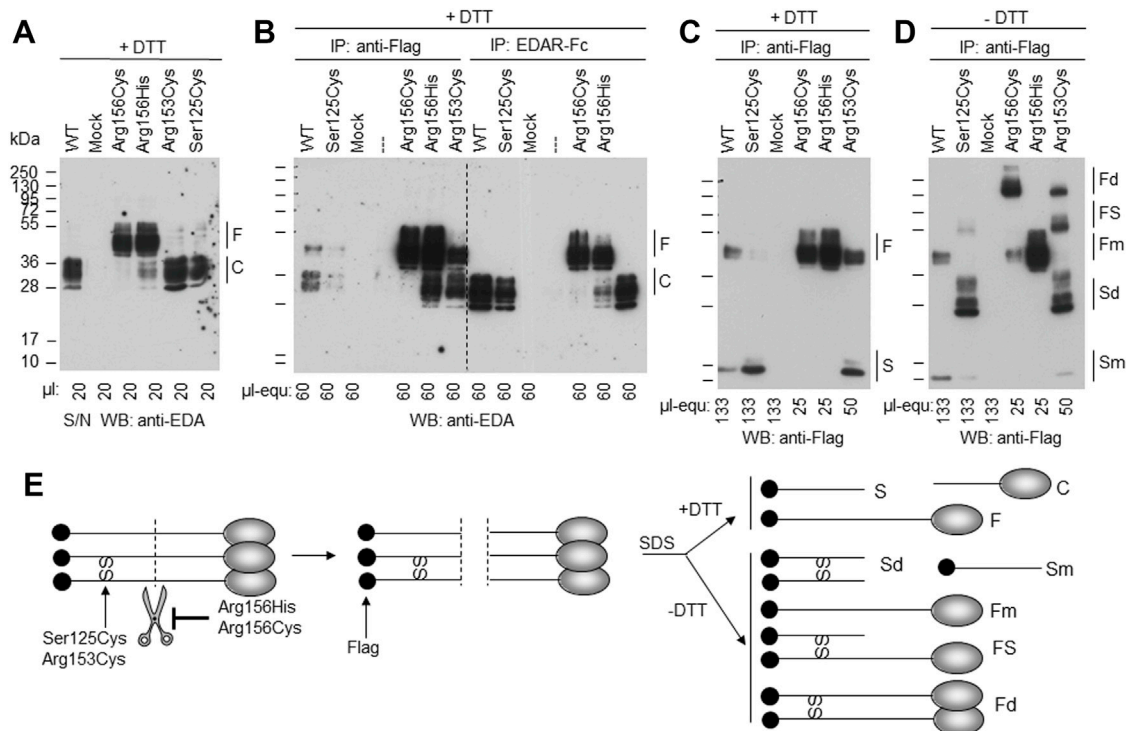 A
+ DTT
kDa
WT
Mock
Arg156Cys
Arg156His
Arg153Cys
Ser125Cys
250
130
95
72
55
36
28
17
10
F
C
µl:
20
20
20
20
20
20
S/N WB: anti-EDA
B
+ DTT
IP: anti-Flag
IP: EDAR-Fc
WT
Ser125Cys
Mock
---
Arg156Cys
Arg156His
Arg153Cys
WT
Ser125Cys
Mock
---
Arg156Cys
Arg156His
Arg153Cys
F
C
µl-equ:
60
60
60
60
60
60
60
60
60
60
60
60
WB: anti-EDA
C
+ DTT
IP: anti-Flag
WT
Ser125Cys
Mock
Arg156Cys
Arg156His
Arg153Cys
F
S
µl-equ:
133
133
133
25
25
50
WB: anti-Flag
D
- DTT
IP: anti-Flag
WT
Ser125Cys
Mock
Arg156Cys
Arg156His
Arg153Cys
Fd
FS
Fm
Sd
Sm
µl-equ:
133
133
133
25
25
50
WB: anti-Flag
E
SS
Ser125Cys
Arg153Cys
Arg156His
Arg156Cys
SS
Flag
SDS
+DTT
-DTT
S
C
F
SS
Sd
Sm
Fm
SS
FS
SS
Fd